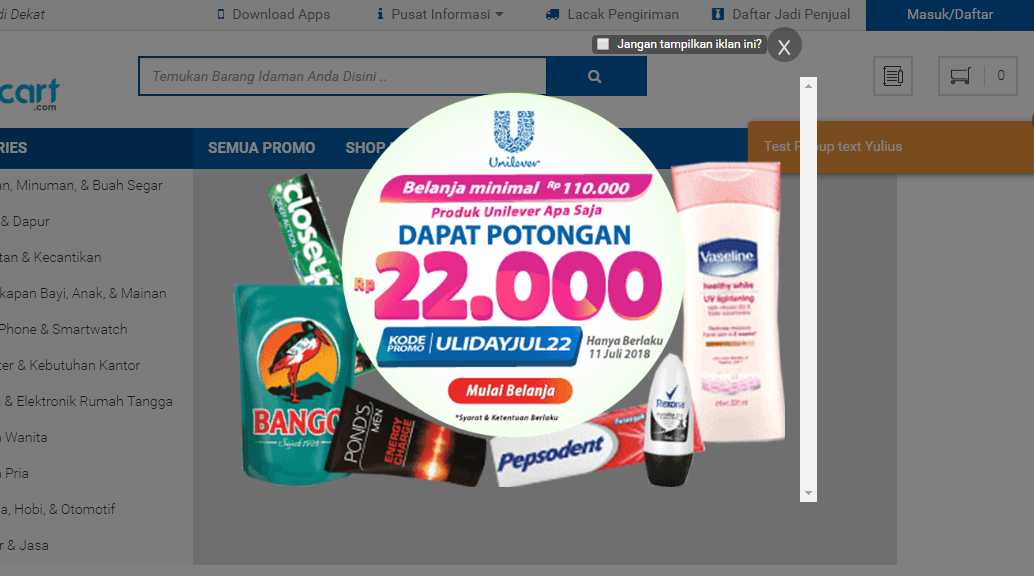 di Dekat
Download Apps
Pusat Informasi
Lacak Pengiriman
Daftar Jadi Penjual
Masuk/Daftar
Jangan tampilkan iklan ini?
X
cart
.com
Temukan Barang Idaman Anda Disini ..
0
RIES
SEMUA PROMO
SHOP
Test Popup text Yulius
an, Minuman, & Buah Segar
& Dapur
tan & Kecantikan
kapan Bayi, Anak, & Mainan
Phone & Smartwatch
ter & Kebutuhan Kantor
& Elektronik Rumah Tangga
Wanita
Pria
a, Hobi, & Otomotif
r & Jasa
Unilever
Belanja minimal Rp 110.000
Produk Unilever Apa Saja
DAPAT POTONGAN
Rp 22.000
KODE PROMO ULIDAYJUL22
Hanya Berlaku
11 Juli 2018
Mulai Belanja
*Syarat & Ketentuan Berlaku
closeup
DEEP ACTION
BANGO
POND'S
MEN
ENERGY
CHARGE
Pepsodent
Rexona
Vaseline
healthy white
UV lightening